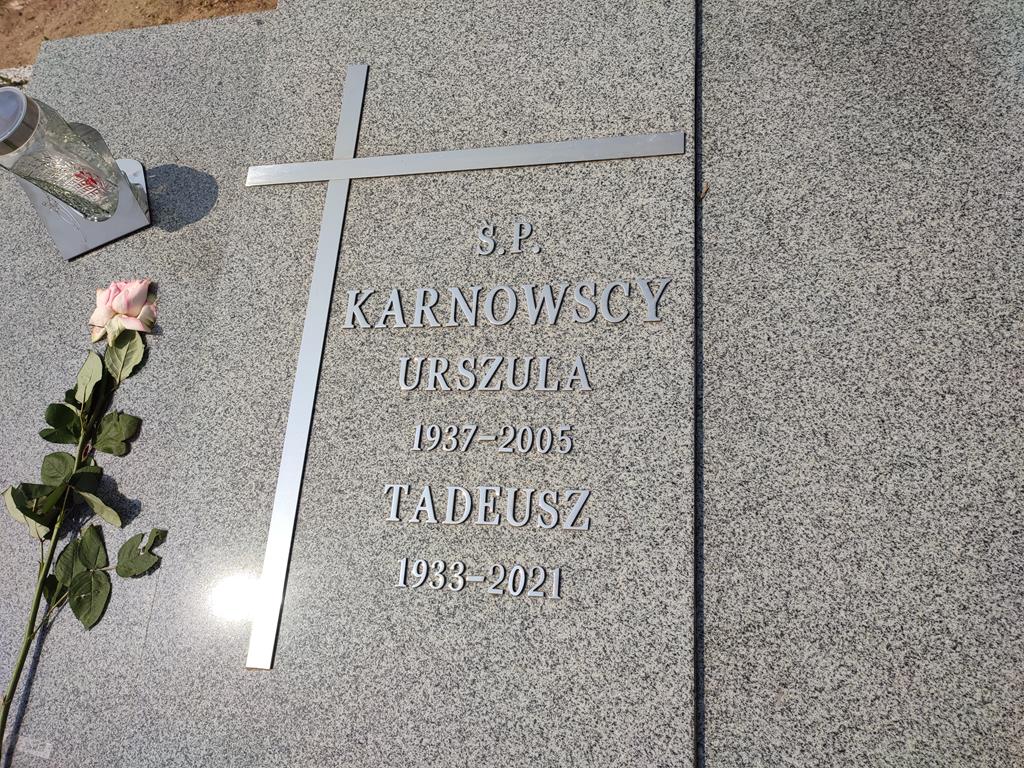 Ś.P.
KARNOWSCY
URSZULA
1937–2005
TADEUSZ
1933–2021